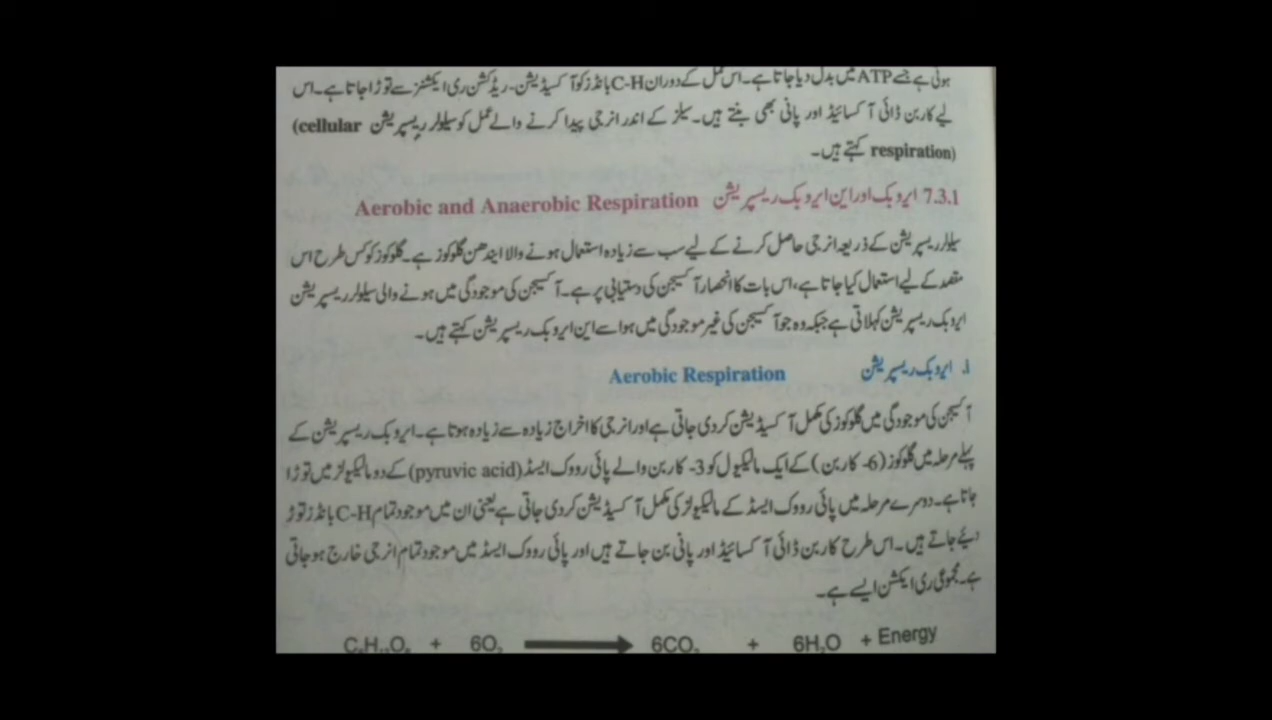 ہوتی ہے جسے ATP میں بدل دیا جاتا ہے۔ اس عمل کے دوران C-H بانڈز کو آکسیڈیشن-ریڈکشن ری ایکشنز سے توڑا جاتا ہے۔ اس
لیے کاربن ڈائی آکسائیڈ اور پانی بھی بنتے ہیں۔ سیلز کے اندر انرجی پیدا کرنے والے عمل کو سیلولر ریسپریشن (cellular
respiration) کہتے ہیں۔
7.3.1 ایروبک اور این ایروبک ریسپریشن Aerobic and Anaerobic Respiration
سیلولر ریسپریشن کے ذریعہ انرجی حاصل کرنے کے لیے سب سے زیادہ استعمال ہونے والا ایندھن گلوکوز ہے۔ گلوکوز کو کس طرح اس
مقصد کے لیے استعمال کیا جاتا ہے، اس بات کا انحصار آکسیجن کی دستیابی پر ہے۔ آکسیجن کی موجودگی میں ہونے والی سیلولر ریسپریشن
ایروبک ریسپریشن کہلاتی ہے جبکہ وہ جو آکسیجن کی غیر موجودگی میں ہو اسے این ایروبک ریسپریشن کہتے ہیں۔
ا۔ ایروبک ریسپریشن Aerobic Respiration
آکسیجن کی موجودگی میں گلوکوز کی مکمل آکسیڈیشن کر دی جاتی ہے اور انرجی کا اخراج زیادہ سے زیادہ ہوتا ہے۔ ایروبک ریسپریشن کے
پہلے مرحلہ میں گلوکوز (6-کاربن) کے ایک مالیکیول کو 3-کاربن والے پائی رووک ایسڈ (pyruvic acid) کے دو مالیکیولز میں توڑا
جاتا ہے۔ دوسرے مرحلہ میں پائی رووک ایسڈ کے مالیکیولز کی مکمل آکسیڈیشن کر دی جاتی ہے یعنی ان میں موجود تمام C-H بانڈز توڑ
دیئے جاتے ہیں۔ اس طرح کاربن ڈائی آکسائیڈ اور پانی بن جاتے ہیں اور پائی رووک ایسڈ میں موجود تمام انرجی خارج ہو جاتی
ہے۔ مجموعی ری ایکشن ایسے ہے۔
C₆H₁₂O₆ + 6O₂ → 6CO₂ + 6H₂O + Energy